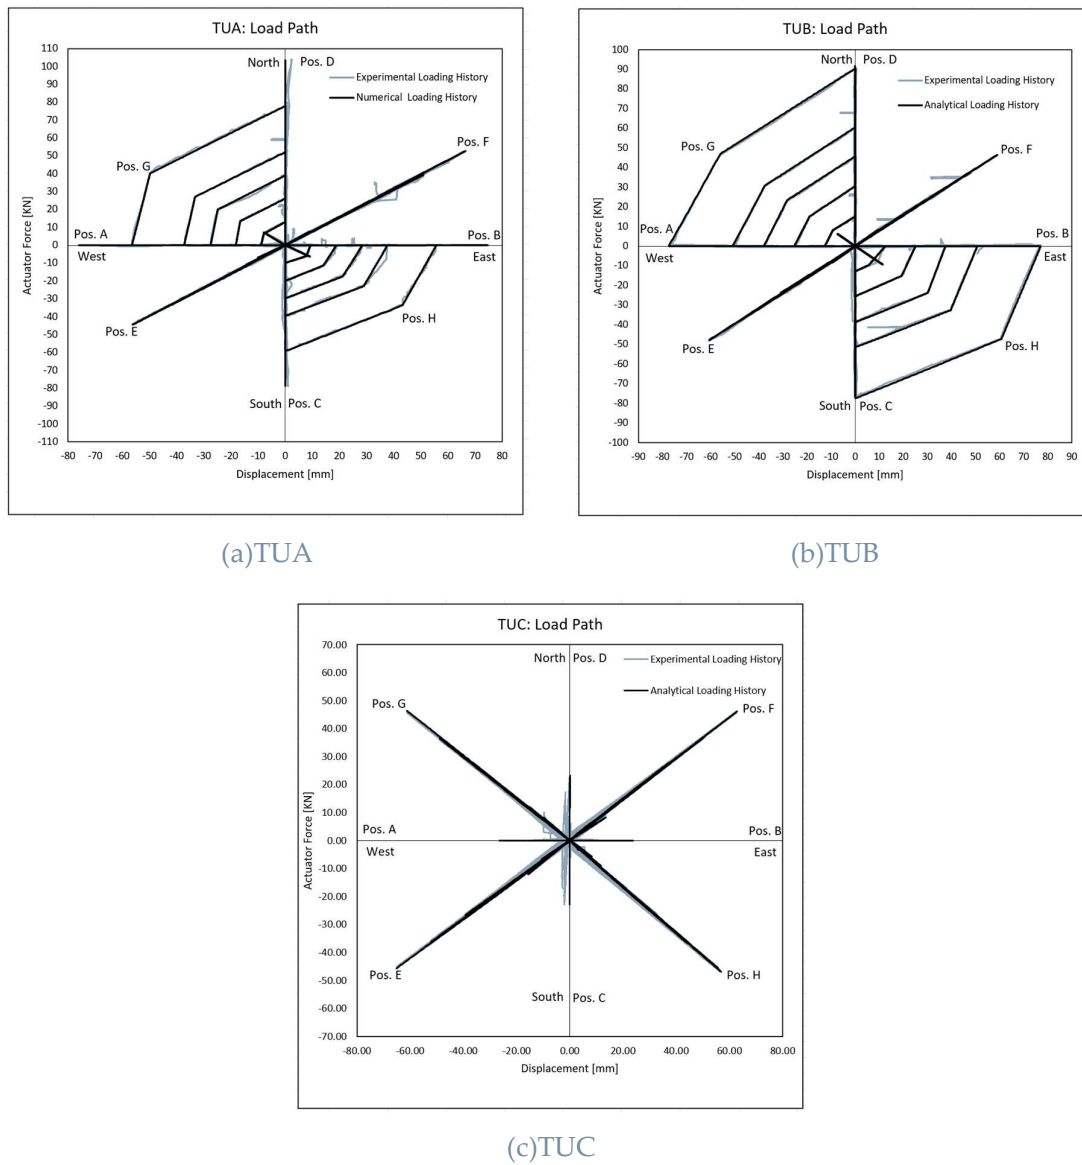 TUA: Load Path
110
100
90
80
70
60
50
40
30
20
10
0
-10
-20
-30
-40
-50
-60
-70
-80
-90
-100
-110
Actuator Force [KN]
North Pos. D
Experimental Loading History
Numerical Loading History
Pos. G
Pos. F
Pos. A
Pos. B
West
East
Pos. E
Pos. H
South Pos. C
-80 -70 -60 -50 -40 -30 -20 -10 0 10 20 30 40 50 60 70 80
Displacement [mm]
(a)TUA
TUB: Load Path
100
90
80
70
60
50
40
30
20
10
0
-10
-20
-30
-40
-50
-60
-70
-80
-90
-100
Actuator Force [KN]
North Pos. D
Experimental Loading History
Analytical Loading History
Pos. G
Pos. F
Pos. A
Pos. B
West
East
Pos. E
Pos. H
South Pos. C
-90 -80 -70 -60 -50 -40 -30 -20 -10 0 10 20 30 40 50 60 70 80 90
Displacement [mm]
(b)TUB
TUC: Load Path
70.00
60.00
50.00
40.00
30.00
20.00
10.00
0.00
-10.00
-20.00
-30.00
-40.00
-50.00
-60.00
-70.00
Actuator Force [KN]
North Pos. D
Experimental Loading History
Analytical Loading History
Pos. G
Pos. F
Pos. A
Pos. B
West
East
Pos. E
Pos. H
South Pos. C
-80.00 -60.00 -40.00 -20.00 0.00 20.00 40.00 60.00 80.00
Displacement [mm]
(c)TUC